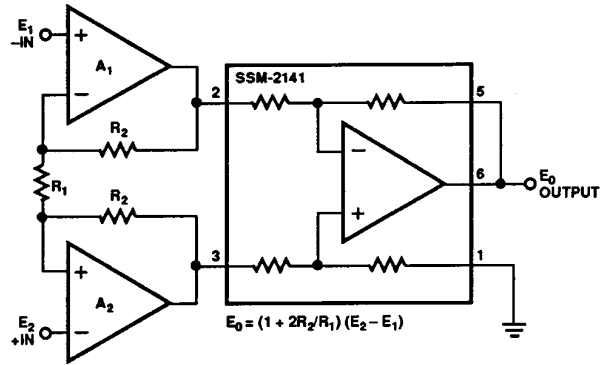 E1
–IN
+
A1
–
R2
R1
R2
+
A2
–
E2
+IN
SSM-2141
2
5
–
+
6
E0
OUTPUT
3
1
E0 = (1 + 2R2/R1) (E2 – E1)